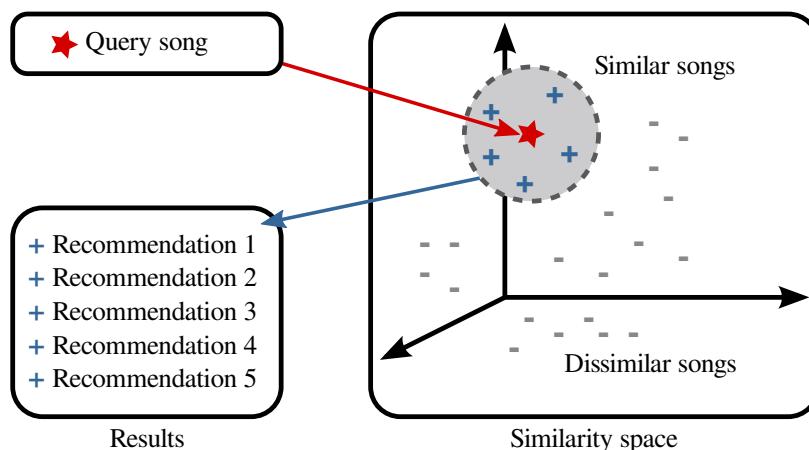 Query song
Similar songs
+ Recommendation 1
+ Recommendation 2
+ Recommendation 3
+ Recommendation 4
+ Recommendation 5
Dissimilar songs
Results
Similarity space